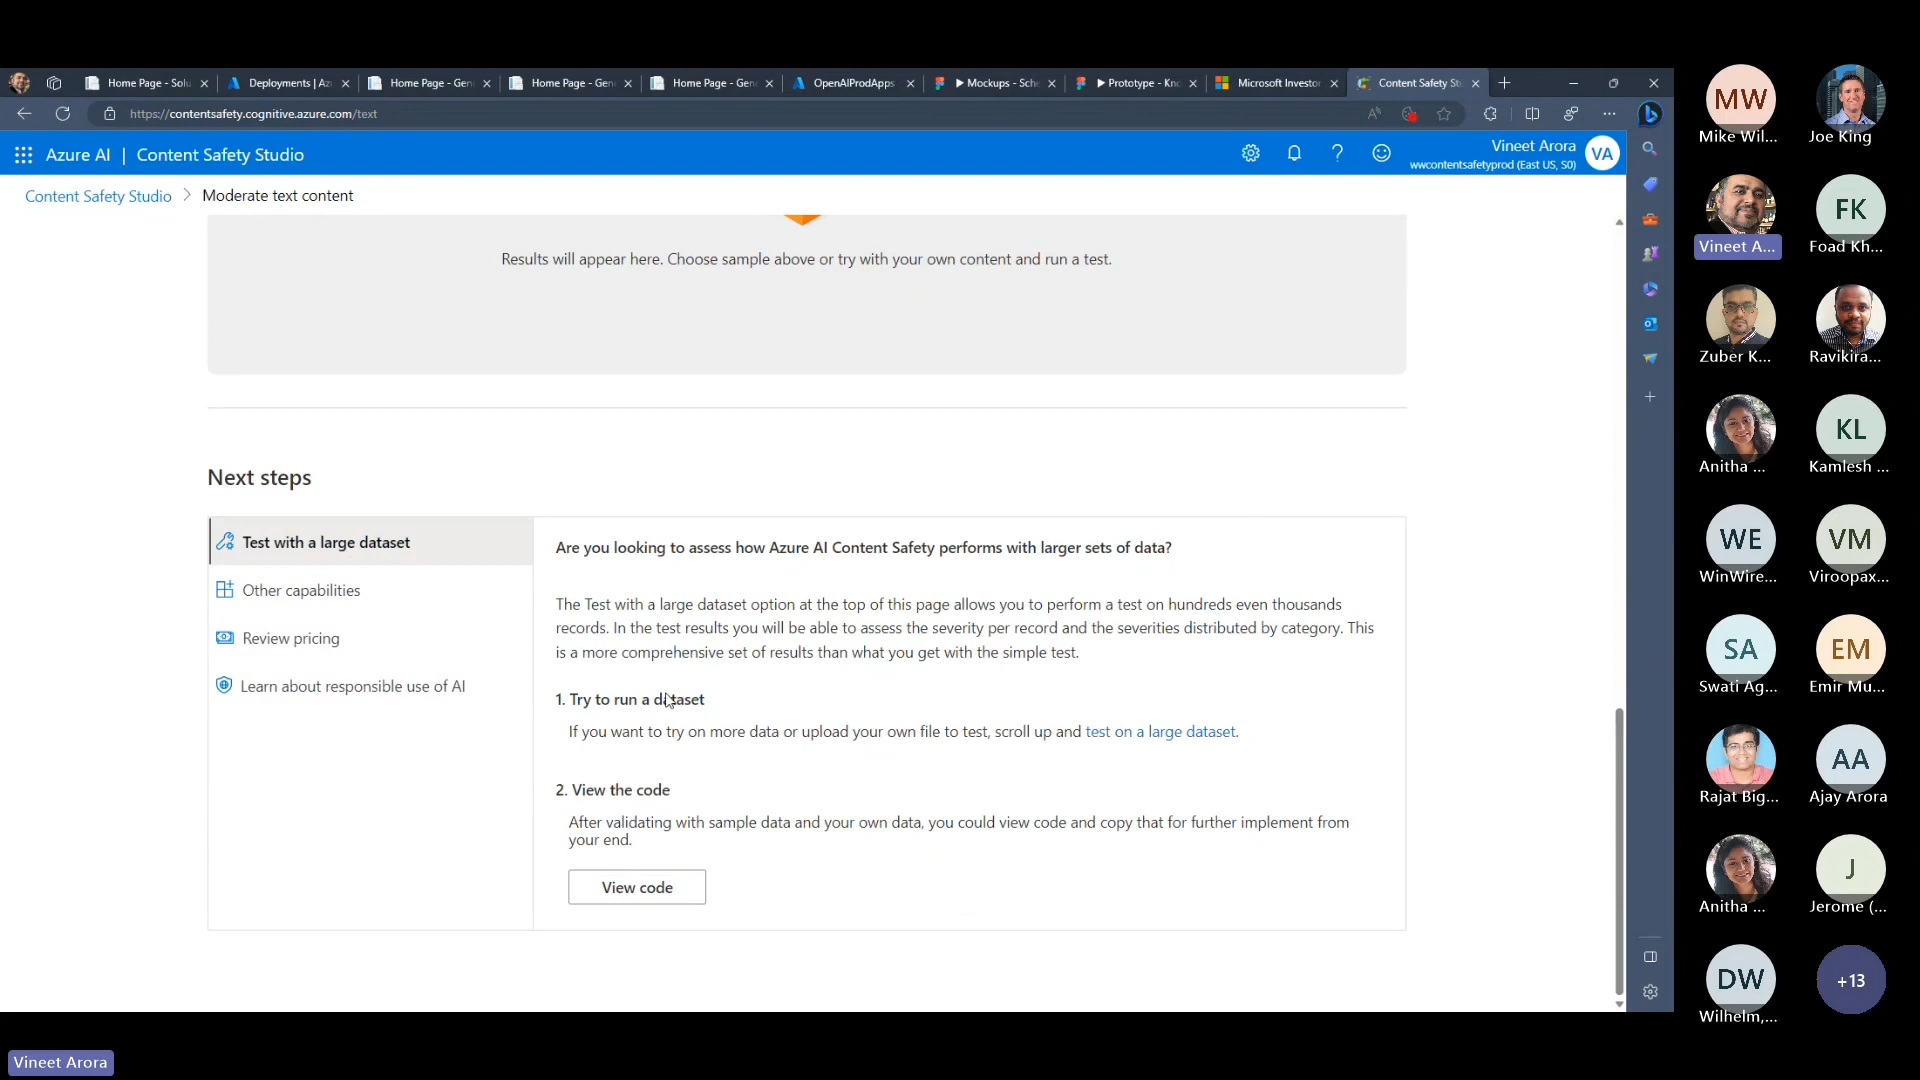 Home Page - Solu
Deployments | Az
Home Page - Gen
Home Page - Gen
Home Page - Gen
OpenAIProdApps
Mockups - Sche
Prototype - Kno
Microsoft Investor
Content Safety St
https://contentsafety.cognitive.azure.com/text
Azure AI | Content Safety Studio
Vineet Arora
wwcontentsafetyprod (East US, S0)
VA
Content Safety Studio > Moderate text content
Results will appear here. Choose sample above or try with your own content and run a test.
Next steps
Test with a large dataset
Other capabilities
Review pricing
Learn about responsible use of AI
Are you looking to assess how Azure AI Content Safety performs with larger sets of data?
The Test with a large dataset option at the top of this page allows you to perform a test on hundreds even thousands
records. In the test results you will be able to assess the severity per record and the severities distributed by category. This
is a more comprehensive set of results than what you get with the simple test.
1. Try to run a dataset
If you want to try on more data or upload your own file to test, scroll up and test on a large dataset.
2. View the code
After validating with sample data and your own data, you could view code and copy that for further implement from
your end.
View code
MW
Mike Wil...
Joe King
Vineet A...
FK
Foad Kh...
Zuber K...
Ravikira...
Anitha ...
KL
Kamlesh ...
WE
WinWire...
VM
Viroopax...
SA
Swati Ag...
EM
Emir Mu...
Rajat Big...
AA
Ajay Arora
Anitha ...
J
Jerome (...
DW
Wilhelm,...
+13
Vineet Arora